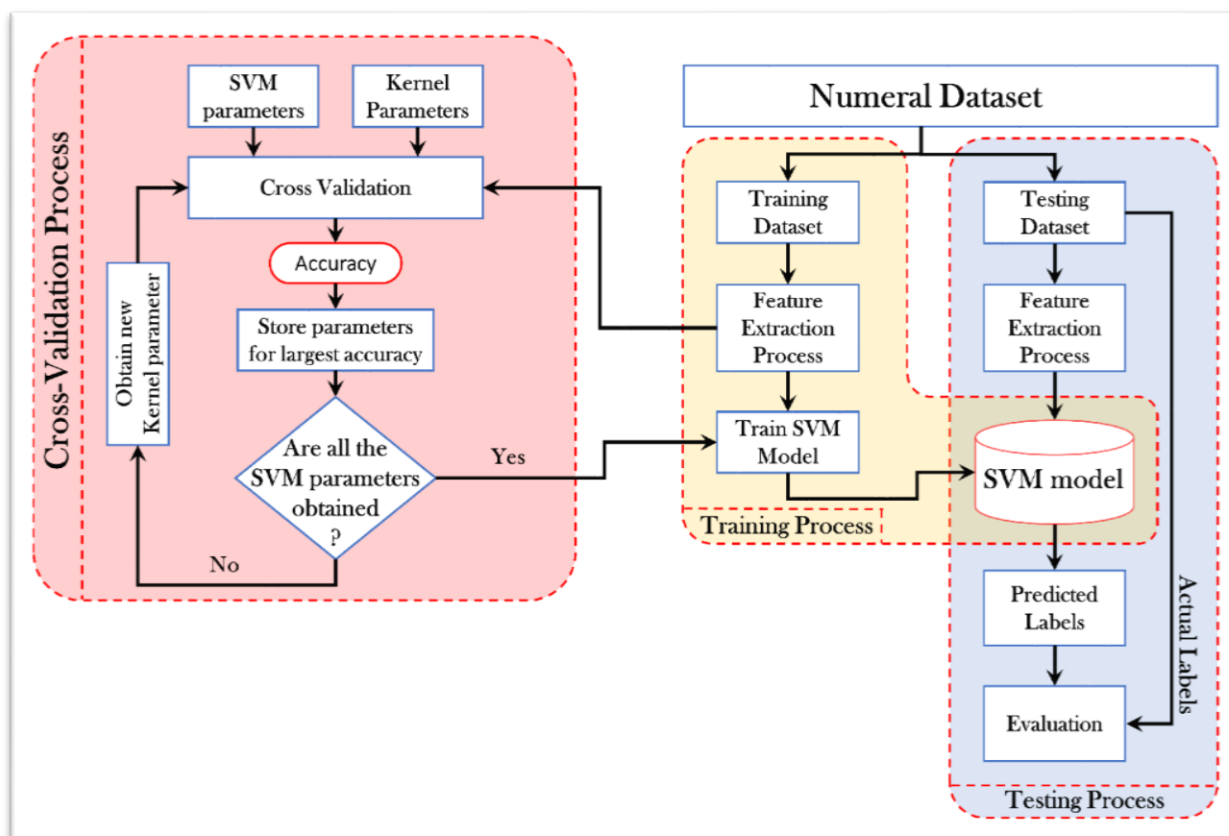 Cross-Validation Process
SVM
parameters
Kernel
Parameters
Cross Validation
Accuracy
Store parameters
for largest accuracy
Obtain new
Kernel parameter
Are all the
SVM parameters
obtained
?
Yes
No
Numeral Dataset
Training
Dataset
Feature
Extraction
Process
Train SVM
Model
Training Process
Testing
Dataset
Feature
Extraction
Process
SVM model
Predicted
Labels
Evaluation
Actual Labels
Testing Process